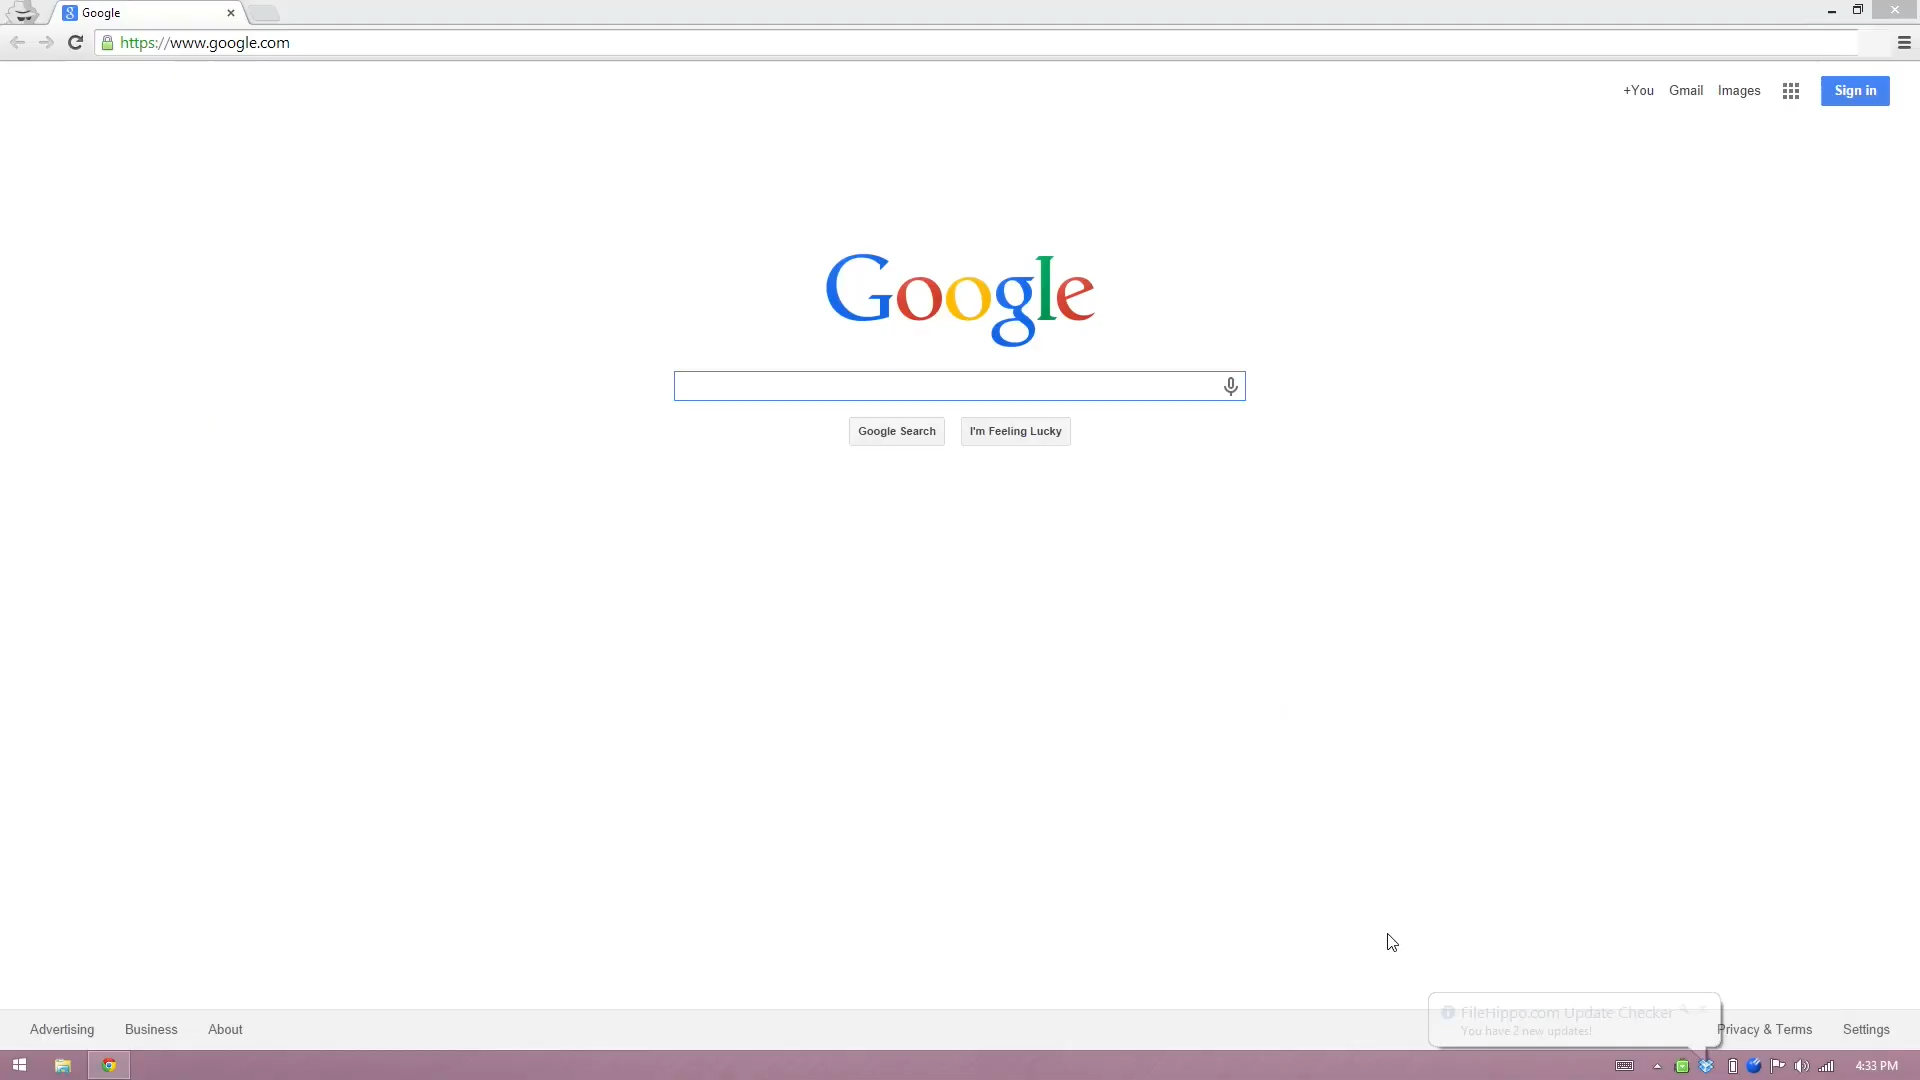 Google
https://www.google.com
+You Gmail Images Sign in
Google
Google Search I'm Feeling Lucky
FileHippo.com Update Checker
You have 2 new updates!
Advertising Business About Privacy & Terms Settings
4:33 PM